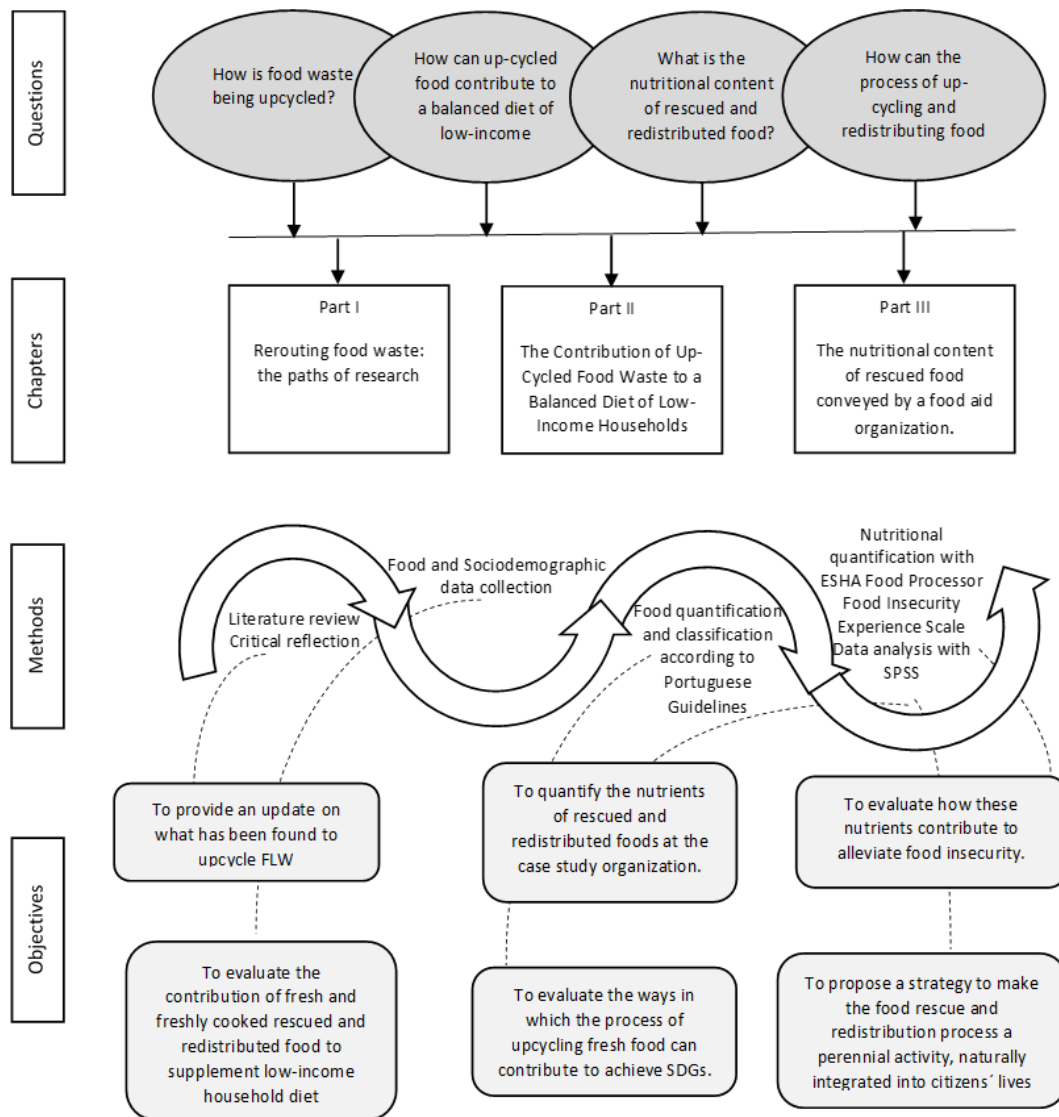 Questions
How is food waste
being upcycled?
How can up-cycled
food contribute to
a balanced diet of
low-income
What is the
nutritional content
of rescued and
redistributed food?
How can the
process of up-
cycling and
redistributing food
Chapters
Part I
Rerouting food waste:
the paths of research
Part II
The Contribution of Up-
Cycled Food Waste to a
Balanced Diet of Low-
Income Households
Part III
The nutritional content
of rescued food
conveyed by a food aid
organization.
Methods
Literature review
Critical reflection
Food and Sociodemographic
data collection
Food quantification
and classification
according to
Portuguese
Guidelines
Nutritional
quantification with
ESHA Food Processor
Food Insecurity
Experience Scale
Data analysis with
SPSS
Objectives
To provide an update on
what has been found to
upcycle FLW
To quantify the nutrients
of rescued and
redistributed foods at the
case study organization.
To evaluate how these
nutrients contribute to
alleviate food insecurity.
To evaluate the
contribution of fresh and
freshly cooked rescued and
redistributed food to
supplement low-income
household diet
To evaluate the ways in
which the process of
upcycling fresh food can
contribute to achieve SDGs.
To propose a strategy to make
the food rescue and
redistribution process a
perennial activity, naturally
integrated into citizens´ lives